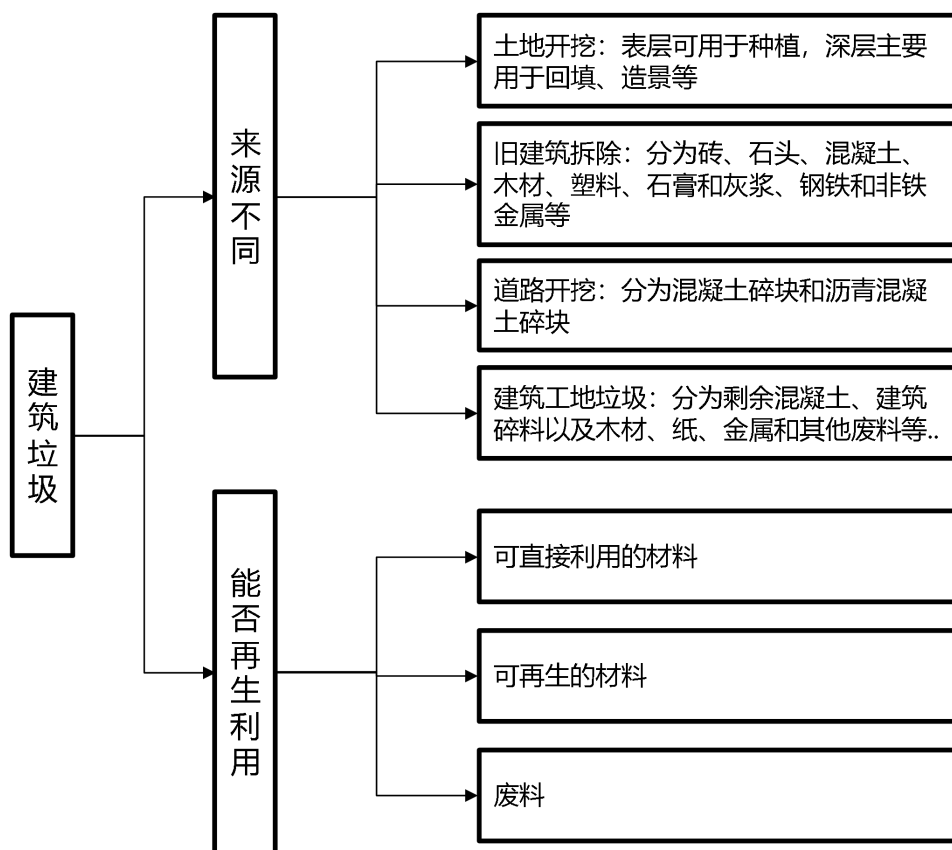 建筑垃圾
来源不同
土地开挖：表层可用于种植，深层主要
用于回填、造景等
旧建筑拆除：分为砖、石头、混凝土、
木材、塑料、石膏和灰浆、钢铁和非铁
金属等
道路开挖：分为混凝土碎块和沥青混凝
土碎块
建筑工地垃圾：分为剩余混凝土、建筑
碎料以及木材、纸、金属和其他废料等..
能否再生利用
可直接利用的材料
可再生的材料
废料